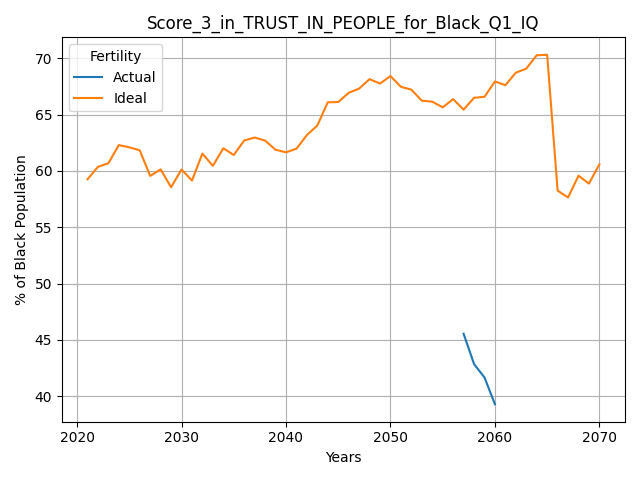 Score_3_in_TRUST_IN_PEOPLE_for_Black_Q1_IQ
Fertility
Actual
Ideal
% of Black Population
70
65
60
55
50
45
40
2020 2030 2040 2050 2060 2070
Years